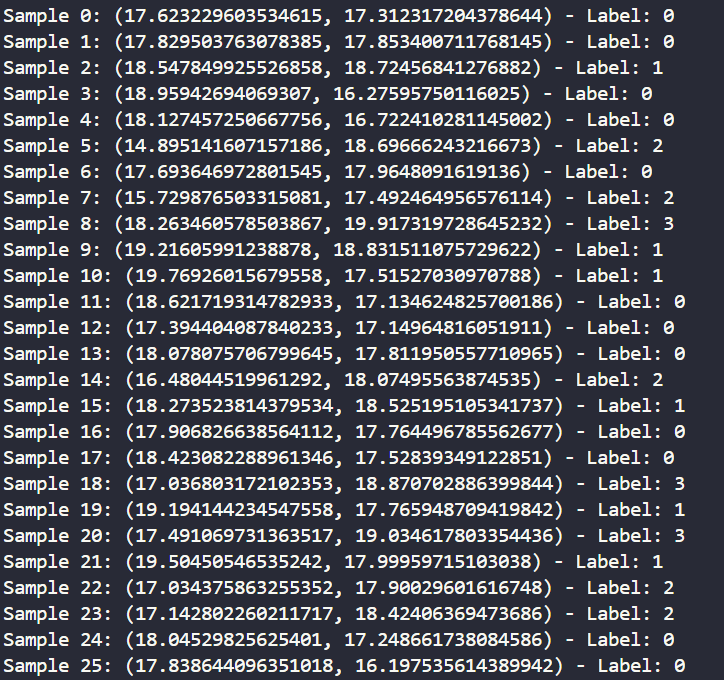 Sample 0: (17.623229603534615, 17.312317204378644) - Label: 0
Sample 1: (17.829503763078385, 17.853400711768145) - Label: 0
Sample 2: (18.547849925526858, 18.72456841276882) - Label: 1
Sample 3: (18.95942694069307, 16.27595750116025) - Label: 0
Sample 4: (18.127457250667756, 16.722410281145002) - Label: 0
Sample 5: (14.895141607157186, 18.69666243216673) - Label: 2
Sample 6: (17.693646972801545, 17.9648091619136) - Label: 0
Sample 7: (15.729876503315081, 17.492464956576114) - Label: 2
Sample 8: (18.263460578503867, 19.917319728645232) - Label: 3
Sample 9: (19.21605991238878, 18.831511075729622) - Label: 1
Sample 10: (19.76926015679558, 17.51527030970788) - Label: 1
Sample 11: (18.621719314782933, 17.134624825700186) - Label: 0
Sample 12: (17.394404087840233, 17.14964816051911) - Label: 0
Sample 13: (18.078075706799645, 17.811950557710965) - Label: 0
Sample 14: (16.48044519961292, 18.07495563874535) - Label: 2
Sample 15: (18.273523814379534, 18.525195105341737) - Label: 1
Sample 16: (17.906826638564112, 17.764496785562677) - Label: 0
Sample 17: (18.423082288961346, 17.52839349122851) - Label: 0
Sample 18: (17.036803172102353, 18.870702886399844) - Label: 3
Sample 19: (19.194144234547558, 17.765948709419842) - Label: 1
Sample 20: (17.491069731363517, 19.034617803354436) - Label: 3
Sample 21: (19.50450546535242, 17.99959715103038) - Label: 1
Sample 22: (17.034375863255352, 17.90029601616748) - Label: 2
Sample 23: (17.142802260211717, 18.42406369473686) - Label: 2
Sample 24: (18.04529825625401, 17.248661738084586) - Label: 0
Sample 25: (17.838644096351018, 16.197535614389942) - Label: 0